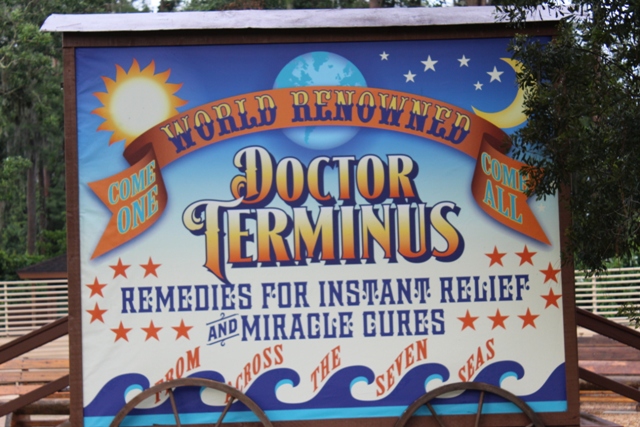 WORLD RENOWNED
COME ONE
COME ALL
DOCTOR
TERMINUS
REMEDIES FOR INSTANT RELIEF
AND MIRACLE CURES
FROM ACROSS THE SEVEN SEAS